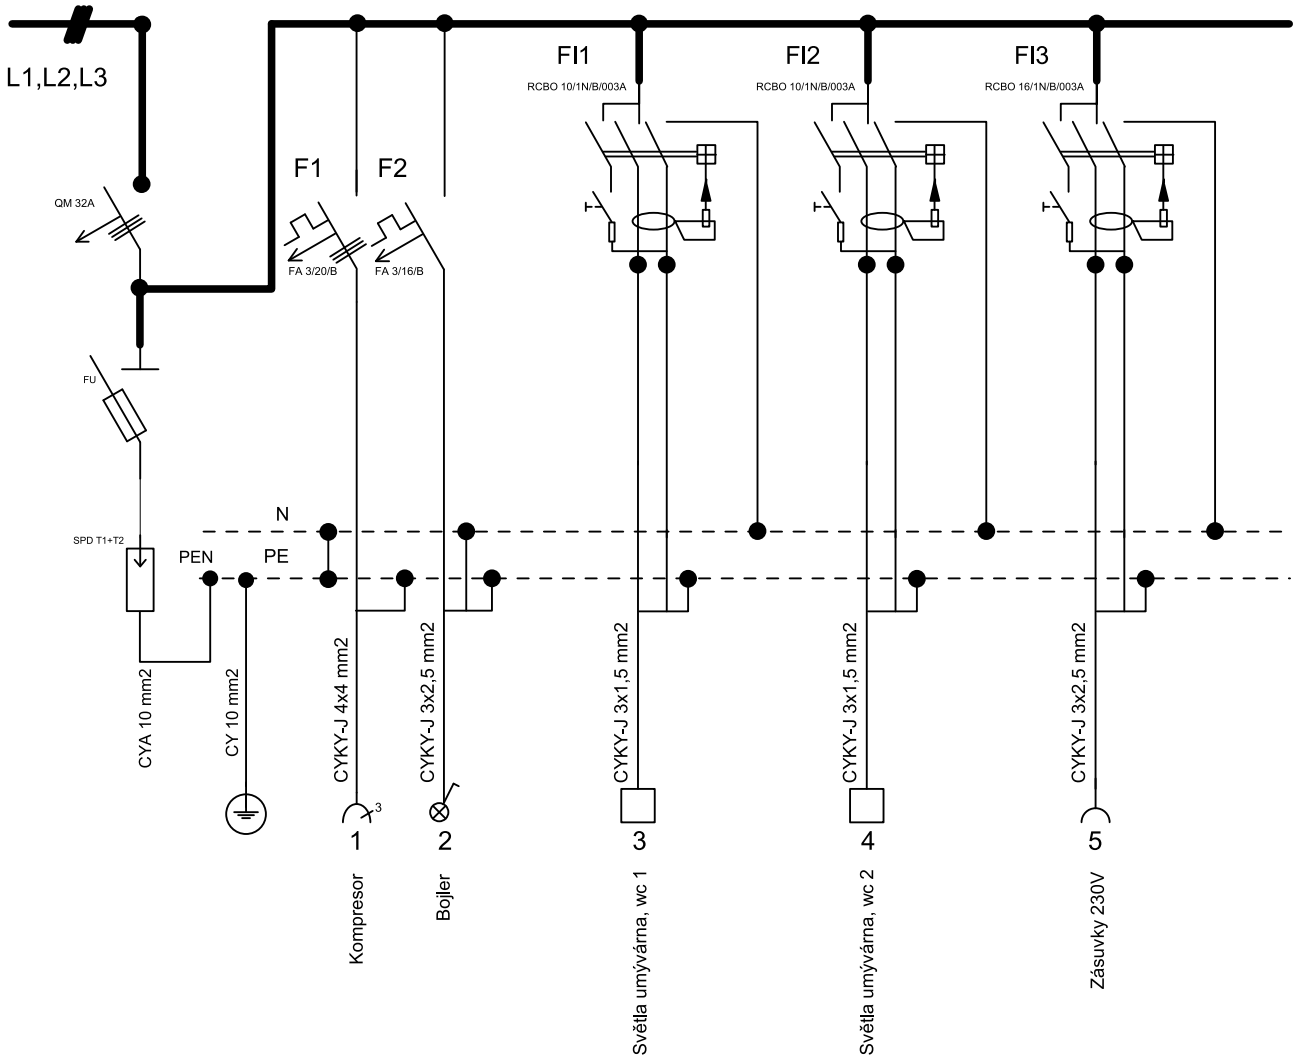 L1,L2,L3
FI1
FI2
FI3
RCBO 10/1N/B/003A
RCBO 10/1N/B/003A
RCBO 16/1N/B/003A
F1
F2
QM 32A
FA 3/20/B
FA 3/16/B
FU
N
SPD T1+T2
PEN
PE
CYA 10 mm2
CY 10 mm2
CYKY-J 4x4 mm2
CYKY-J 3x2,5 mm2
CYKY-J 3x1,5 mm2
CYKY-J 3x1,5 mm2
CYKY-J 3x2,5 mm2
3
1
2
3
4
5
Kompresor
Bojler
Světla umývárna, wc 1
Světla umývárna, wc 2
Zásuvky 230V